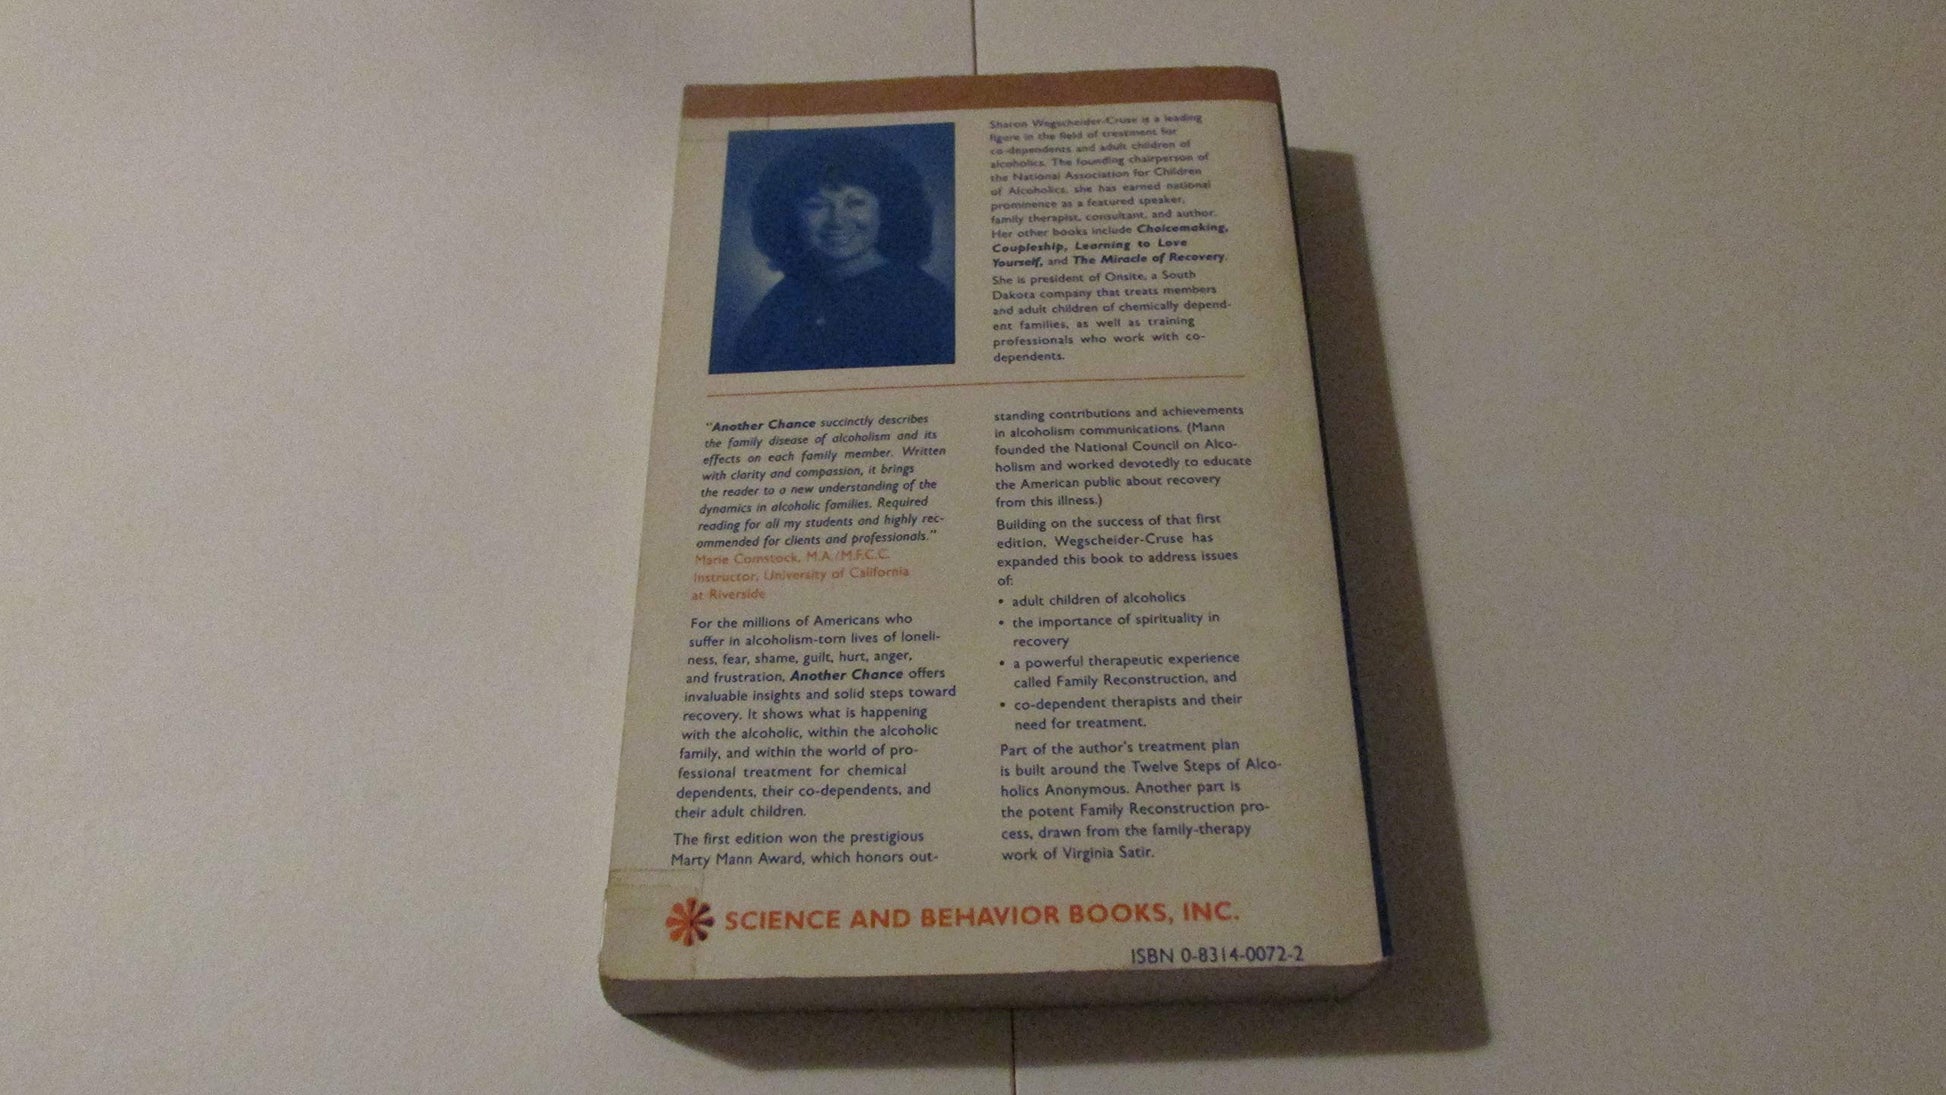 Sharon Wegscheider-Cruse is a leading
figure in the field of treatment for
co-dependents and adult children of
alcoholics. The founding chairperson of
the National Association for Children
of Alcoholics, she has earned national
prominence as a featured speaker,
family therapist, consultant, and author.
Her other books include Choicemaking,
Coupleship, Learning to Love
Yourself, and The Miracle of Recovery.
She is president of Onsite, a South
Dakota company that treats members
and adult children of chemically depend-
ent families, as well as training
professionals who work with co-
dependents.
"Another Chance succinctly describes
the family disease of alcoholism and its
effects on each family member. Written
with clarity and compassion, it brings
the reader to a new understanding of the
dynamics in alcoholic families. Required
reading for all my students and highly rec-
ommended for clients and professionals."
Marie Comstock, M.A./M.F.C.C.
Instructor, University of California
at Riverside
For the millions of Americans who
suffer in alcoholism-torn lives of loneli-
ness, fear, shame, guilt, hurt, anger,
and frustration, Another Chance offers
invaluable insights and solid steps toward
recovery. It shows what is happening
with the alcoholic, within the alcoholic
family, and within the world of pro-
fessional treatment for chemical
dependents, their co-dependents, and
their adult children.
The first edition won the prestigious
Marty Mann Award, which honors out-
standing contributions and achievements
in alcoholism communications. (Mann
founded the National Council on Alco-
holism and worked devotedly to educate
the American public about recovery
from this illness.)
Building on the success of that first
edition, Wegscheider-Cruse has
expanded this book to address issues
of:
• adult children of alcoholics
• the importance of spirituality in
recovery
• a powerful therapeutic experience
called Family Reconstruction, and
• co-dependent therapists and their
need for treatment.
Part of the author's treatment plan
is built around the Twelve Steps of Alco-
holics Anonymous. Another part is
the potent Family Reconstruction pro-
cess, drawn from the family-therapy
work of Virginia Satir.
SCIENCE AND BEHAVIOR BOOKS, INC.
ISBN 0-8314-0072-2